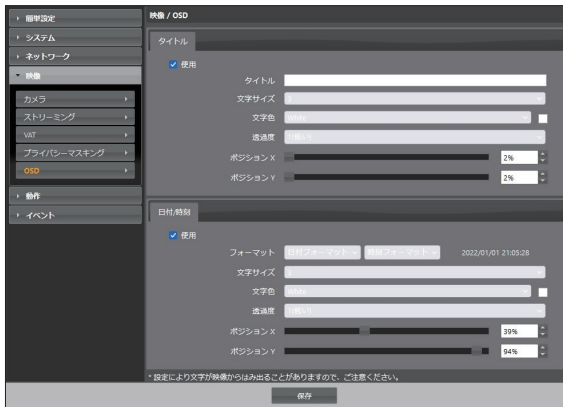 簡単設定
システム
ネットワーク
映像
カメラ
ストリーミング
VAT
プライバシーマスキング
OSD
動作
イベント
映像 / OSD
タイトル
使用
タイトル
文字サイズ
文字色 White
透過度
ポジション X 2%
ポジション Y 2%
日付/時刻
使用
フォーマット 日付フォーマット 時刻フォーマット 2022/01/01 21:05:28
文字サイズ
文字色 White
透過度
ポジション X 39%
ポジション Y 94%
* 設定により文字が映像からはみ出ることがありますので、ご注意ください。
保存